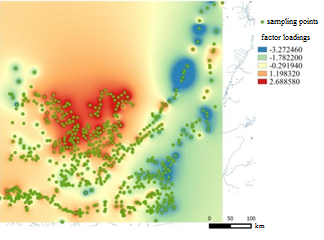 sampling points
factor loadings
-3.272460
-1.782200
-0.291940
1.198320
2.688580
0 50 100
km